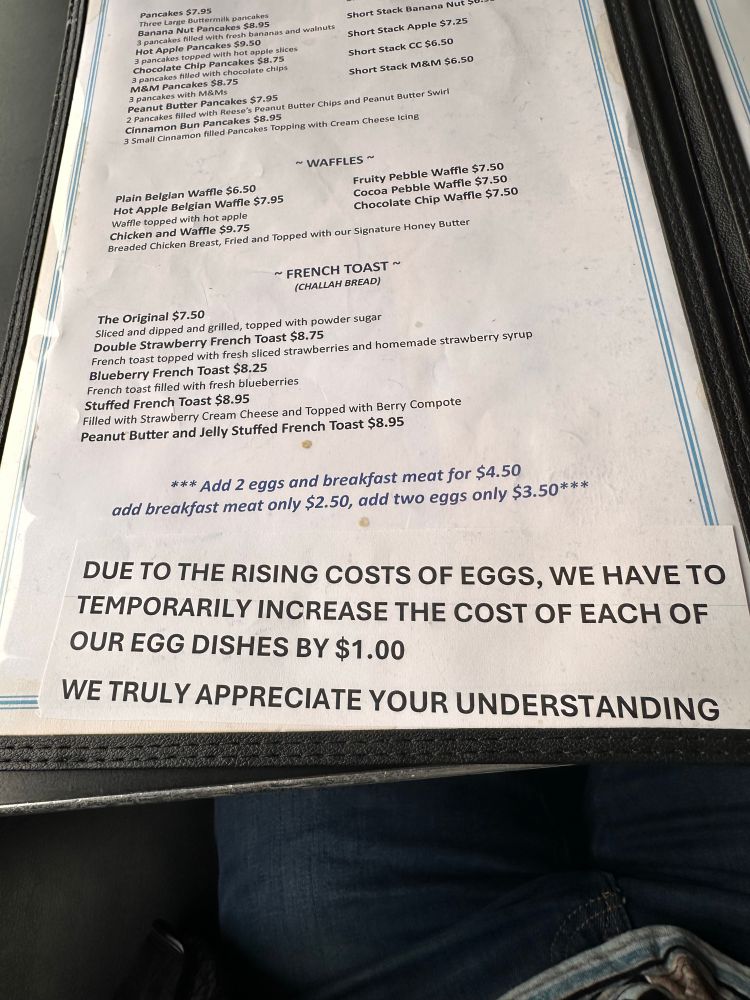 Pancakes $7.95
Three Large Buttermilk pancakes
Banana Nut Pancakes $8.95
3 pancakes filled with fresh bananas and walnuts
Hot Apple Pancakes $9.50
3 pancakes topped with hot apple slices
Chocolate Chip Pancakes $8.75
3 pancakes filled with chocolate chips
M&M Pancakes $8.75
3 pancakes with M&Ms
Peanut Butter Pancakes $7.95
2 Pancakes filled with Reese's Peanut Butter Chips and Peanut Butter Swirl
Cinnamon Bun Pancakes $8.95
3 Small Cinnamon filled Pancakes Topping with Cream Cheese Icing
Short Stack Banana Nut
Short Stack Apple $7.25
Short Stack CC $6.50
Short Stack M&M $6.50
~ WAFFLES ~
Plain Belgian Waffle $6.50
Hot Apple Belgian Waffle $7.95
Waffle topped with hot apple
Chicken and Waffle $9.75
Breaded Chicken Breast, Fried and Topped with our Signature Honey Butter
Fruity Pebble Waffle $7.50
Cocoa Pebble Waffle $7.50
Chocolate Chip Waffle $7.50
~ FRENCH TOAST ~
(CHALLAH BREAD)
The Original $7.50
Sliced and dipped and grilled, topped with powder sugar
Double Strawberry French Toast $8.75
French toast topped with fresh sliced strawberries and homemade strawberry syrup
Blueberry French Toast $8.25
French toast filled with fresh blueberries
Stuffed French Toast $8.95
Filled with Strawberry Cream Cheese and Topped with Berry Compote
Peanut Butter and Jelly Stuffed French Toast $8.95
*** Add 2 eggs and breakfast meat for $4.50
add breakfast meat only $2.50, add two eggs only $3.50***
DUE TO THE RISING COSTS OF EGGS, WE HAVE TO
TEMPORARILY INCREASE THE COST OF EACH OF
OUR EGG DISHES BY $1.00
WE TRULY APPRECIATE YOUR UNDERSTANDING